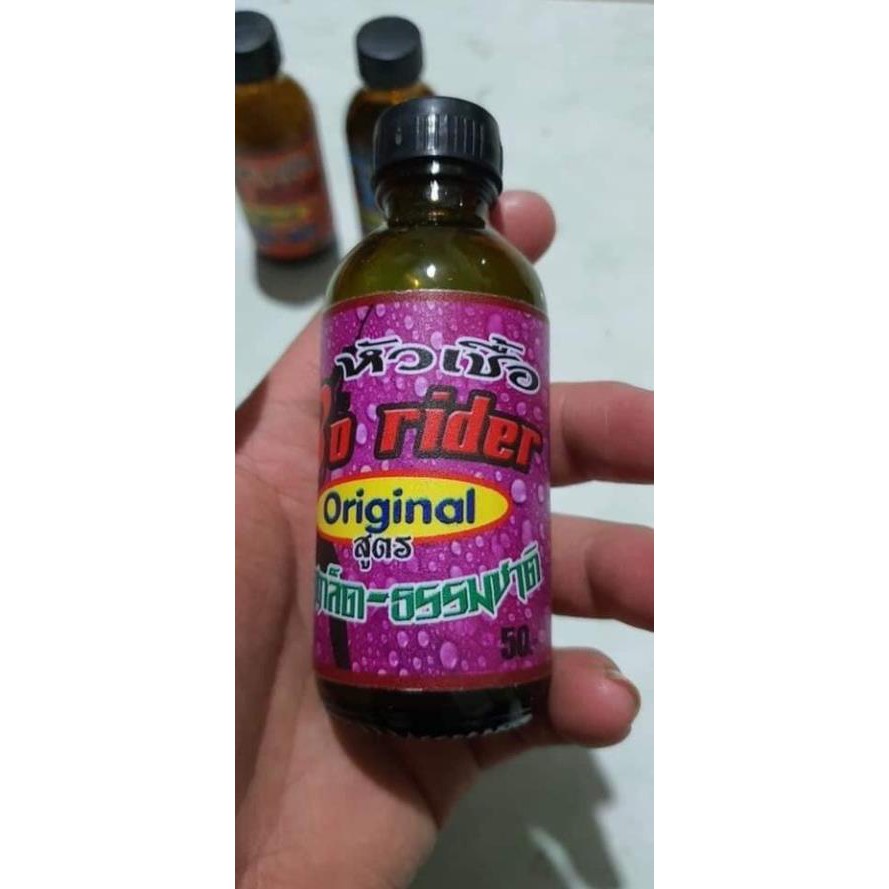 หัวเชื้อ
rider
Original
สูตร
ธรรมชาติ
50.-